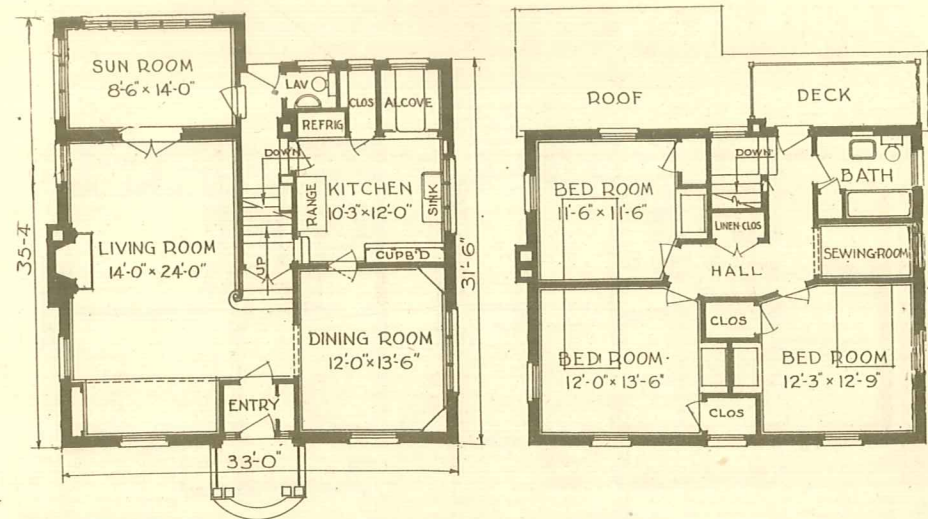 SUN ROOM
8'-6" × 14'-0"
LAV
CLOS
ALCOVE
REFRIG
DOWN
KITCHEN
10'-3" × 12'-0"
RANGE
SINK
CUPB'D
LIVING ROOM
14'-0" × 24'-0"
UP
DINING ROOM
12'-0" × 13'-6"
ENTRY
35'-4"
31'-6"
33'-0"
ROOF
DECK
BED ROOM
11'-6" × 11'-6"
DOWN
LINEN CLOS
BATH
SEWING-ROOM
HALL
CLOS
BED ROOM
12'-0" × 13'-6"
BED ROOM
12'-3" × 12'-9"
CLOS